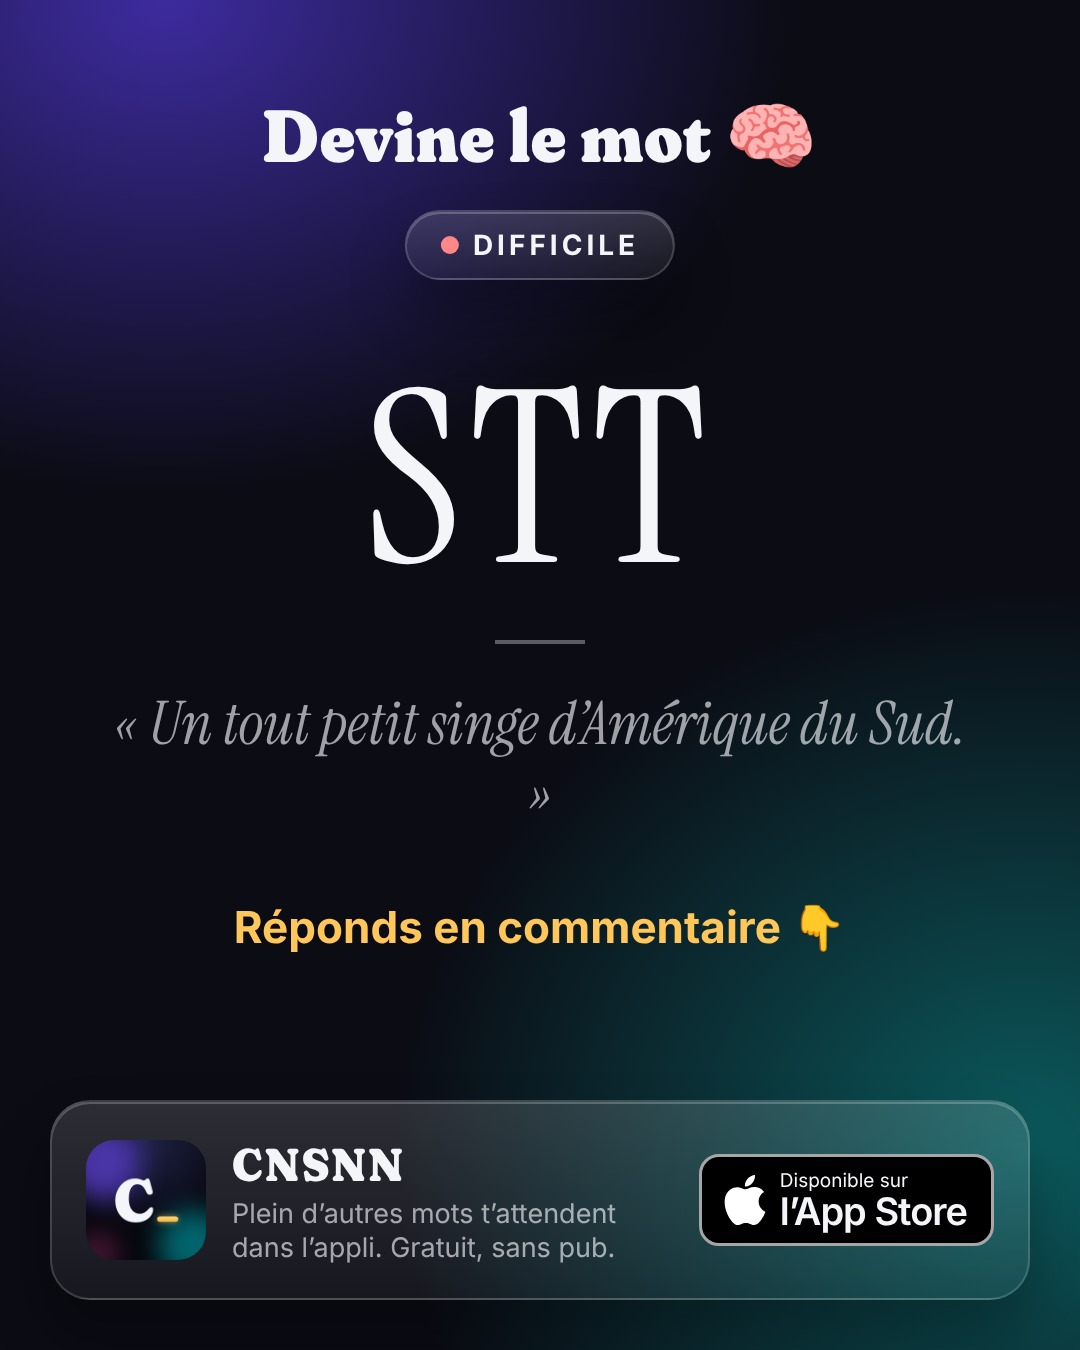 Devine le mot 🧠
DIFFICILE
STT
« Un tout petit singe d’Amérique du Sud.
»
Réponds en commentaire 👇
C_
CNSNN
Plein d’autres mots t’attendent
dans l’appli. Gratuit, sans pub.
Disponible sur
l’App Store